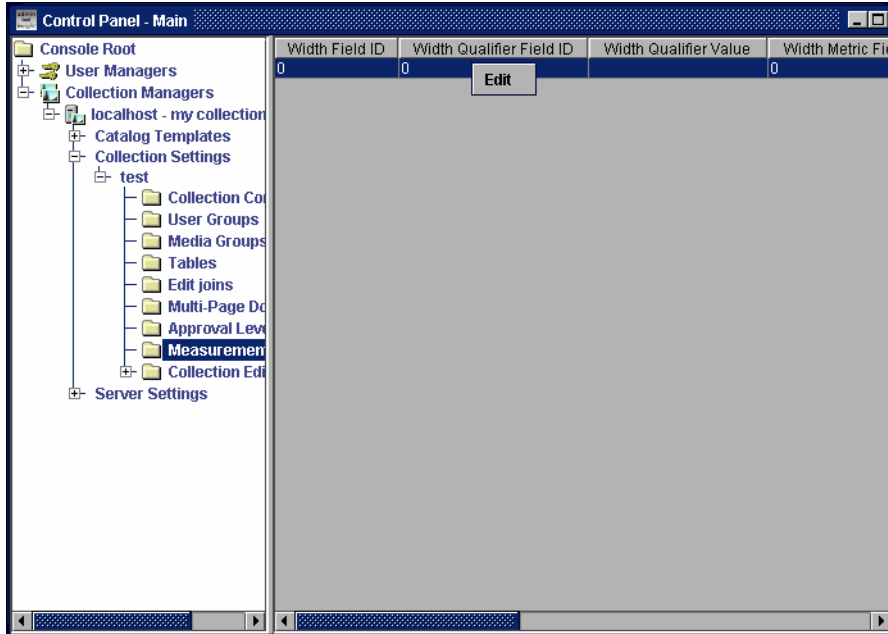 Control Panel - Main
Console Root
User Managers
Collection Managers
localhost - my collection
Catalog Templates
Collection Settings
test
Collection Co
User Groups
Media Groups
Tables
Edit joins
Multi-Page Do
Approval Leve
Measuremen
Collection Edi
Server Settings
Width Field ID Width Qualifier Field ID Width Qualifier Value Width Metric Fie
0 0 0
Edit